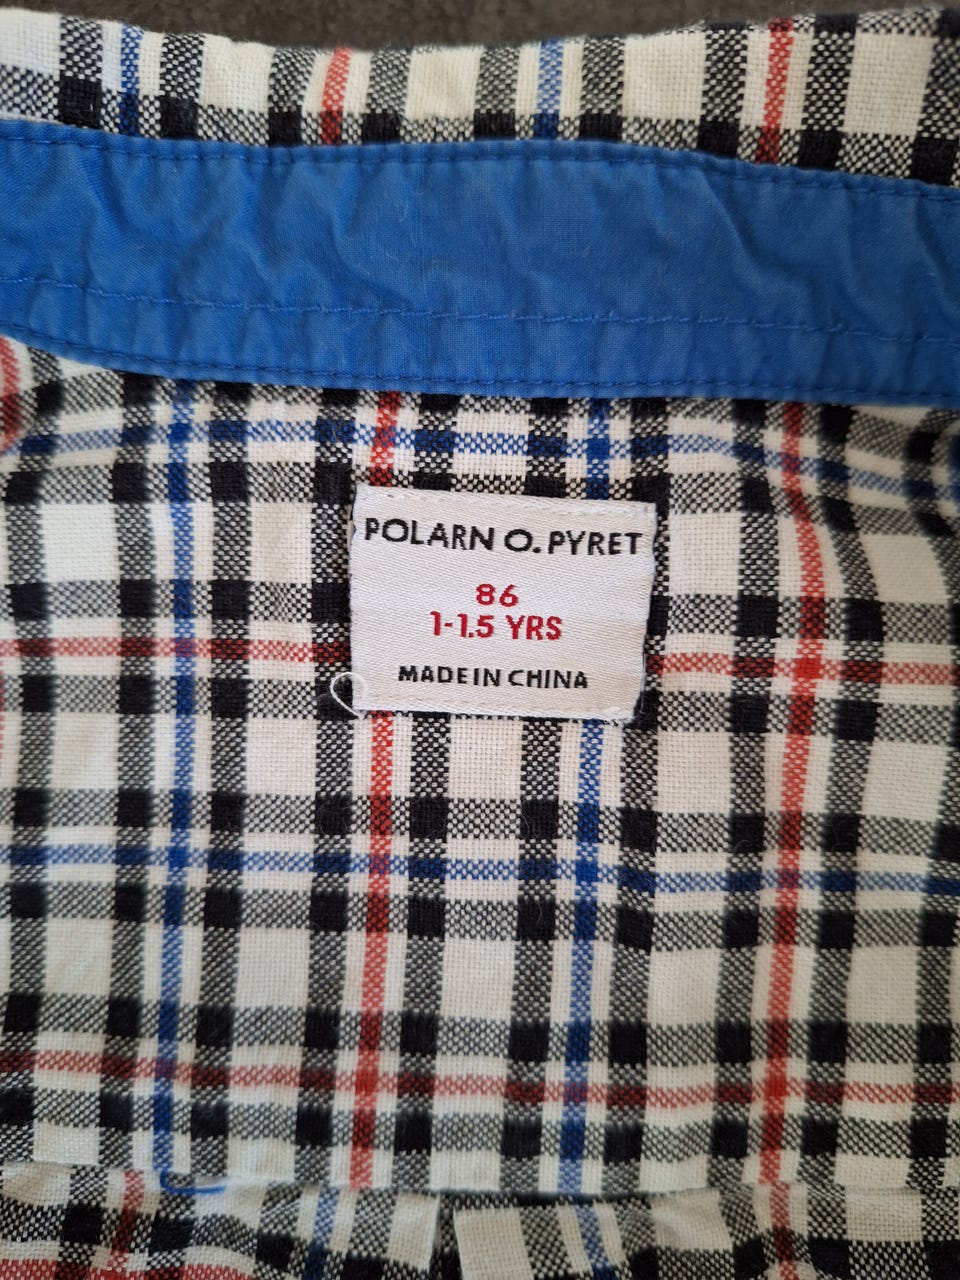 POLARN O. PYRET
86
1-1.5 YRS
MADE IN CHINA